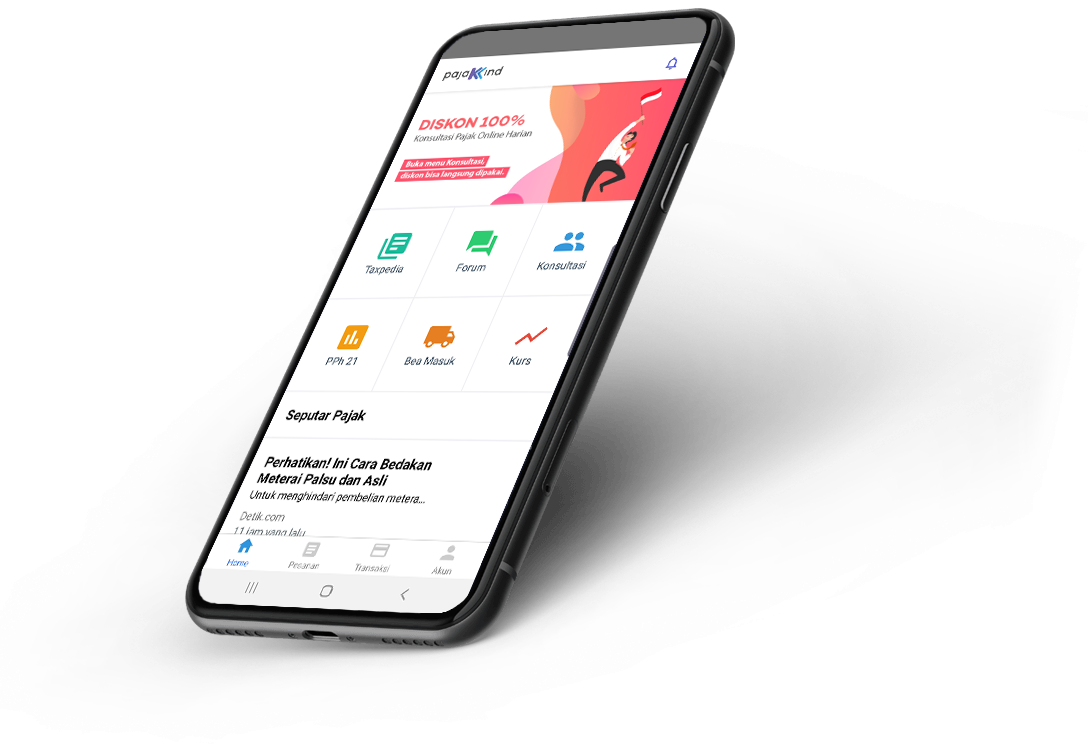 pajakkind
DISKON 100%
Konsultasi Pajak Online Harian
Buka menu Konsultasi,
diskon bisa langsung dipakai.
Taxpedia
Forum
Konsultasi
PPh 21
Bea Masuk
Kurs
Seputar Pajak
Perhatikan! Ini Cara Bedakan
Meterai Palsu dan Asli
Untuk menghindari pembelian metera...
Detik.com
11 jam yang lalu
Home
Pesanan
Transaksi
Akun